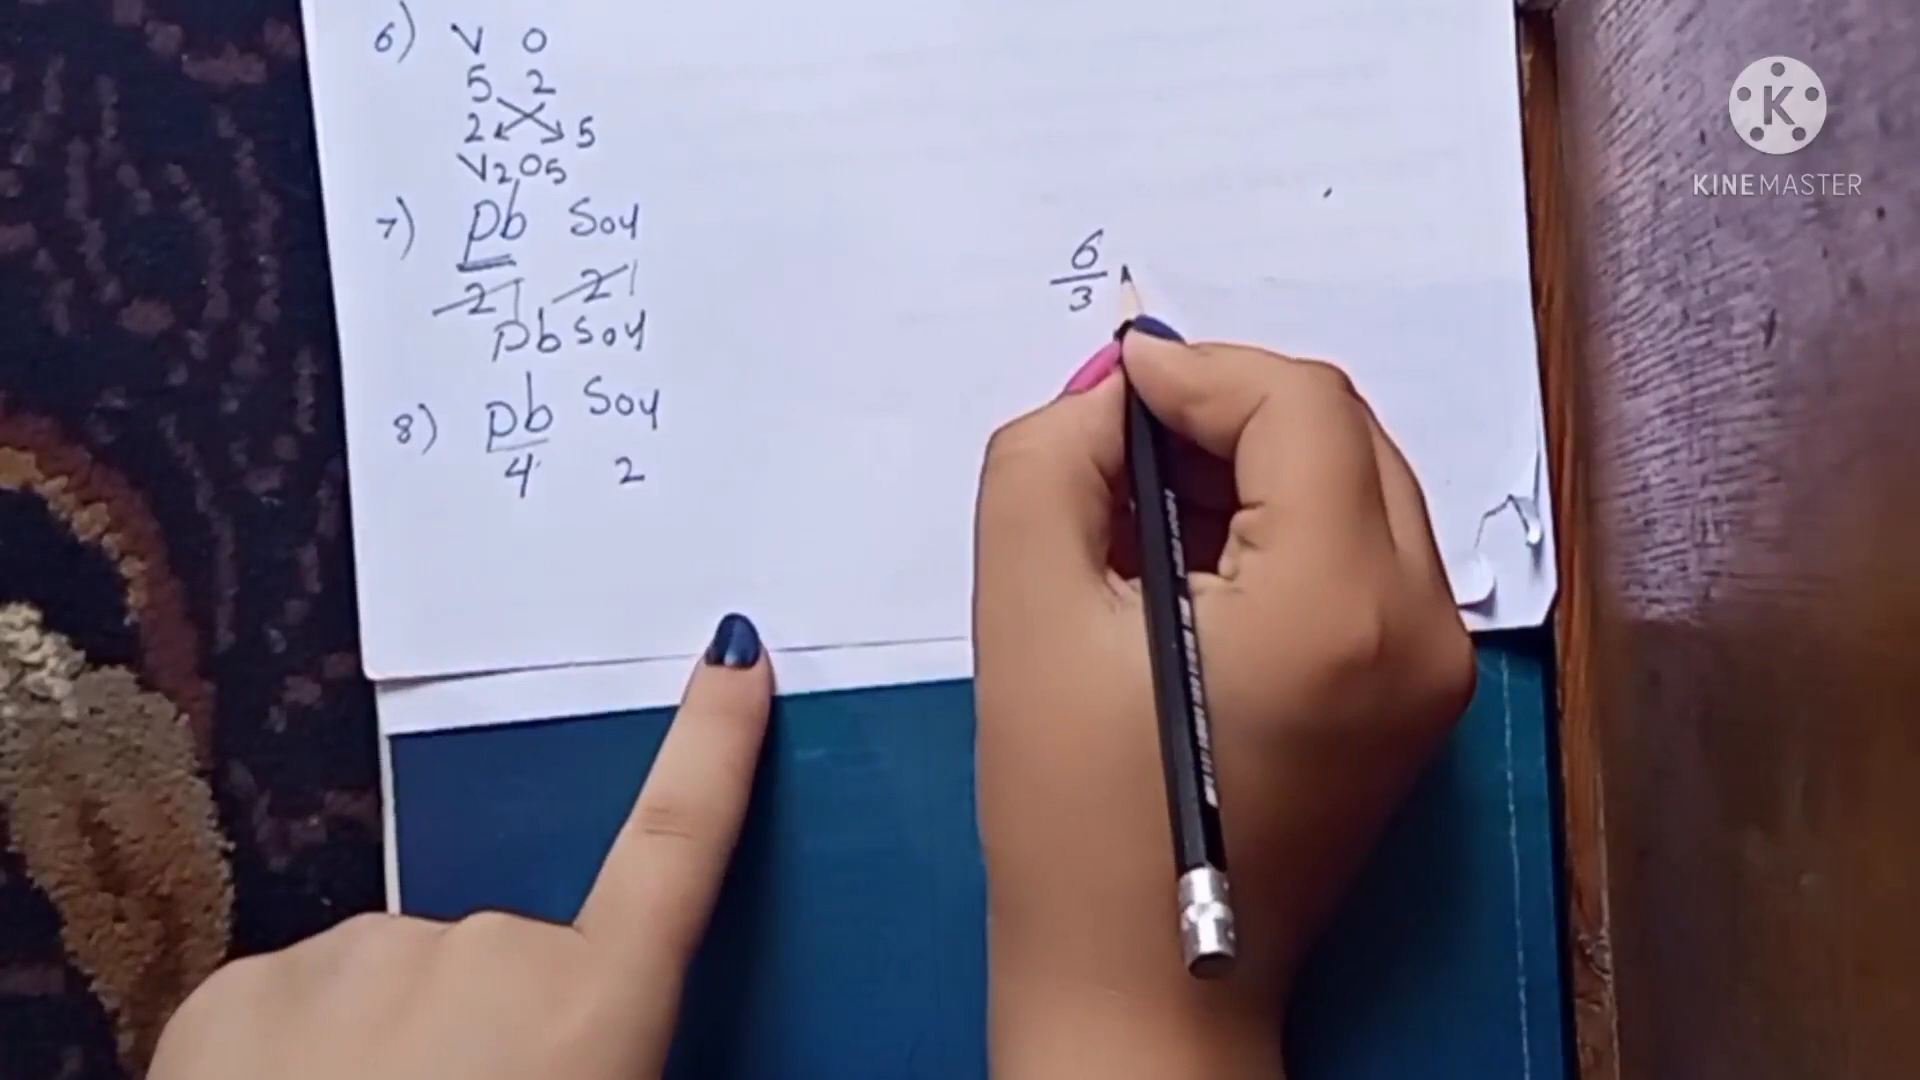 6) V O
5 2
2 5
V2O5
7) Pb So4
2 1 2 1
Pb So4
8) Pb So4
4 2
6
3
K
KINEMASTER